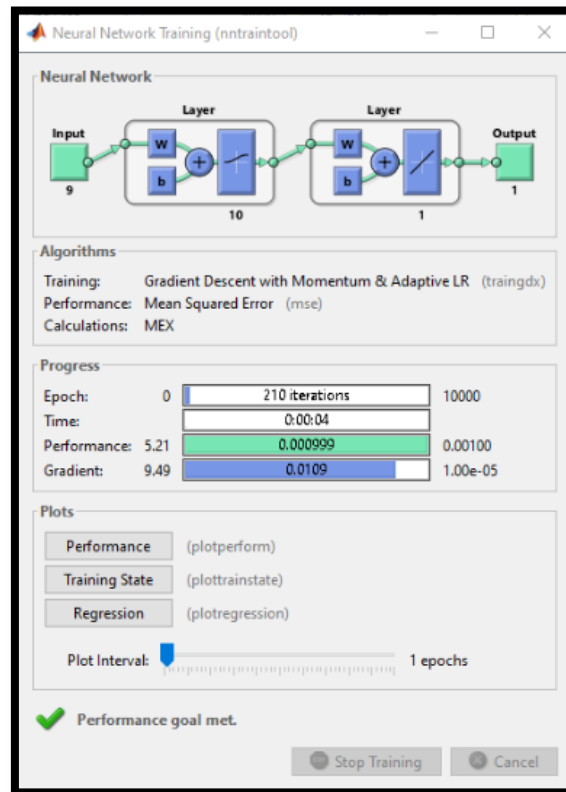 Neural Network Training (nntraintool)
Neural Network
Layer
Layer
Input
W
W
Output
9
b
b
1
10
1
Algorithms
Training: Gradient Descent with Momentum & Adaptive LR (traingdx)
Performance: Mean Squared Error (mse)
Calculations: MEX
Progress
Epoch: 0 210 iterations 10000
Time: 0:00:04
Performance: 5.21 0.000999 0.00100
Gradient: 9.49 0.0109 1.00e-05
Plots
Performance (plotperform)
Training State (plottrainstate)
Regression (plotregression)
Plot Interval: 1 epochs
Performance goal met.
Stop Training Cancel